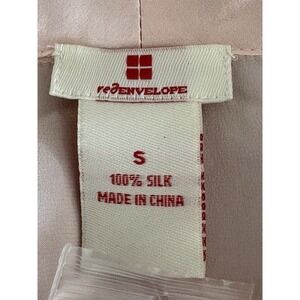 redENVELOPE
S
100% SILK
MADE IN CHINA